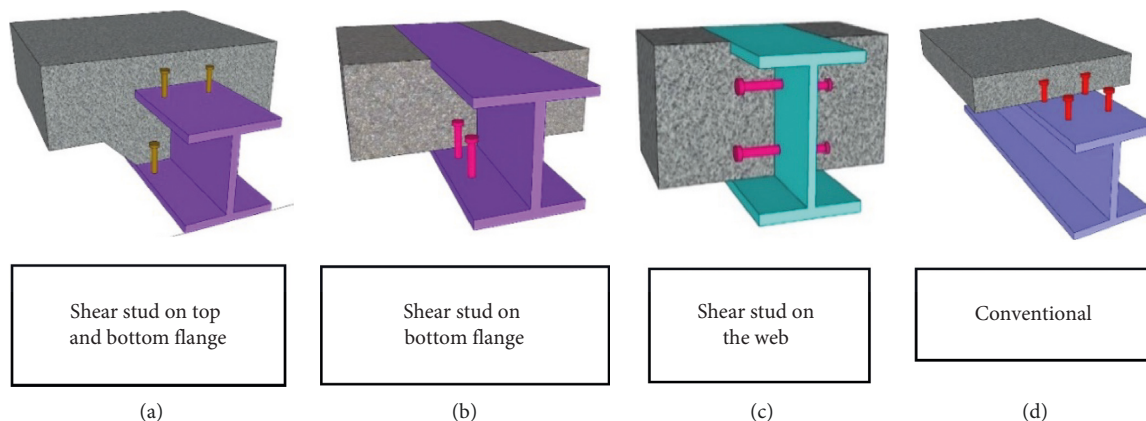 Shear stud on top
and bottom flange
Shear stud on
bottom flange
Shear stud on
the web
Conventional
(a)
(b)
(c)
(d)